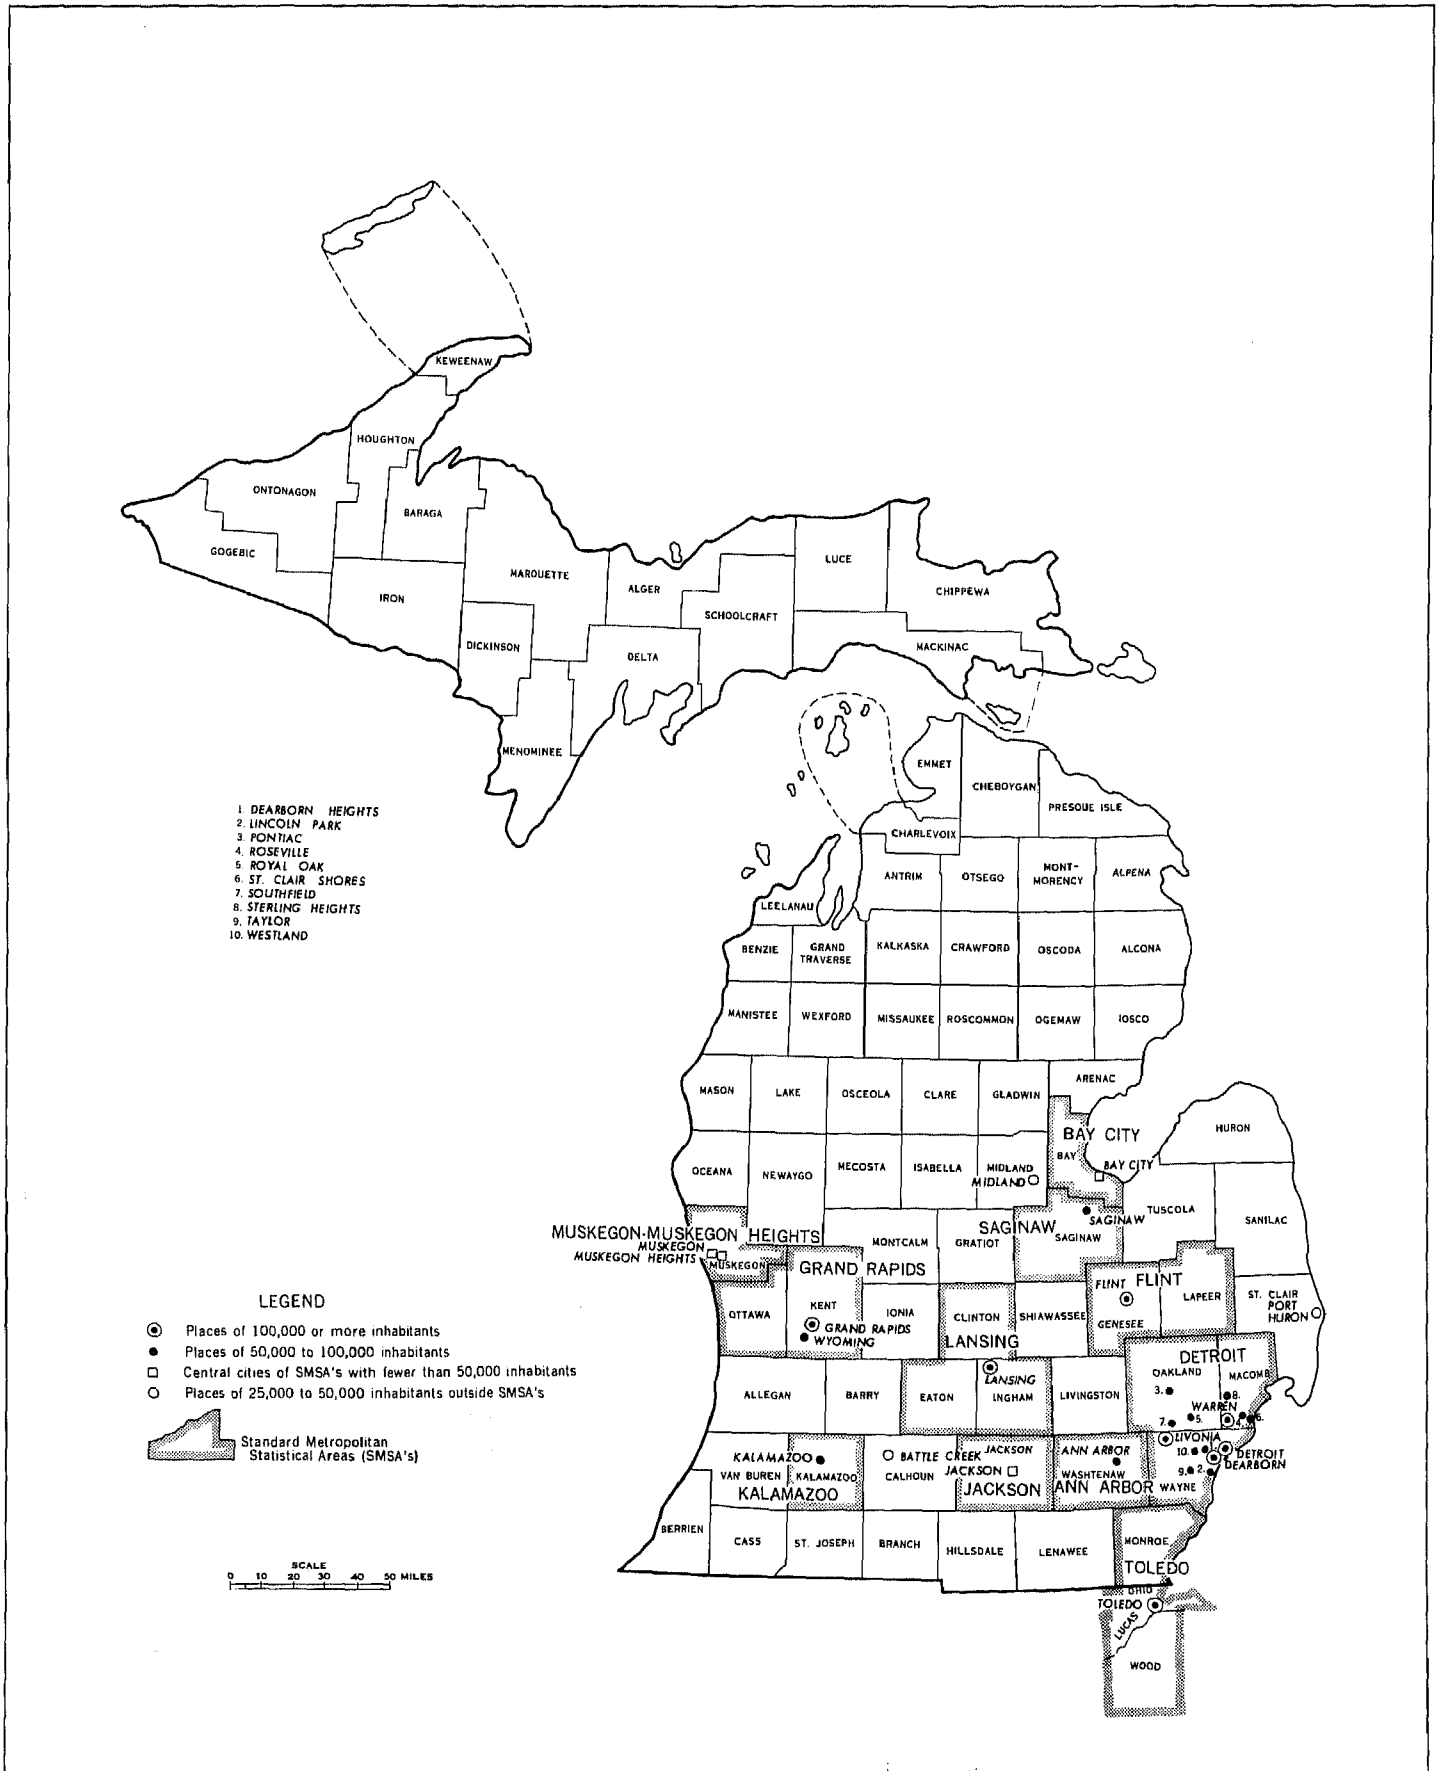 KEWEENAW
HOUGHTON
ONTONAGON
BARAGA
GOGEBIC
LUCE
MARQUETTE
ALGER
CHIPPEWA
IRON
SCHOOLCRAFT
DICKINSON
DELTA
MACKINAC
MENOMINEE
EMMET
CHEBOYGAN
PRESQUE ISLE
CHARLEVOIX
1. DEARBORN HEIGHTS
2. LINCOLN PARK
3. PONTIAC
4. ROSEVILLE
5. ROYAL OAK
6. ST. CLAIR SHORES
7. SOUTHFIELD
8. STERLING HEIGHTS
9. TAYLOR
10. WESTLAND
ANTRIM
OTSEGO
MONT-
MORENCY
ALPENA
LEELANAU
BENZIE
GRAND
TRAVERSE
KALKASKA
CRAWFORD
OSCODA
ALCONA
MANISTEE
WEXFORD
MISSAUKEE
ROSCOMMON
OGEMAW
IOSCO
ARENAC
MASON
LAKE
OSCEOLA
CLARE
GLADWIN
BAY CITY
HURON
BAY
BAY CITY
OCEANA
NEWAYGO
MECOSTA
ISABELLA
MIDLAND
MIDLAND
TUSCOLA
SANILAC
SAGINAW
SAGINAW
SAGINAW
MUSKEGON-MUSKEGON HEIGHTS
MUSKEGON
MUSKEGON HEIGHTS
MUSKEGON
MONTCALM
GRATIOT
GRAND RAPIDS
FLINT
FLINT
LAPEER
GENESEE
ST. CLAIR
PORT
HURON
OTTAWA
KENT
GRAND RAPIDS
WYOMING
IONIA
CLINTON
SHIAWASSEE
LANSING
LEGEND
Places of 100,000 or more inhabitants
Places of 50,000 to 100,000 inhabitants
Central cities of SMSA's with fewer than 50,000 inhabitants
Places of 25,000 to 50,000 inhabitants outside SMSA's
Standard Metropolitan
Statistical Areas (SMSA's)
DETROIT
OAKLAND
MACOMB
3.
8.
WARREN
4.
6.
7.
5.
ALLEGAN
BARRY
EATON
LANSING
INGHAM
LIVINGSTON
LIVONIA
10.
1.
DETROIT
DEARBORN
9.
2.
WAYNE
KALAMAZOO
VAN BUREN
KALAMAZOO
KALAMAZOO
BATTLE CREEK
CALHOUN
JACKSON
JACKSON
JACKSON
ANN ARBOR
WASHTENAW
ANN ARBOR
BERRIEN
CASS
ST. JOSEPH
BRANCH
HILLSDALE
LENAWEE
MONROE
TOLEDO
OHIO
TOLEDO
LUCAS
WOOD
SCALE
0 10 20 30 40 50 MILES